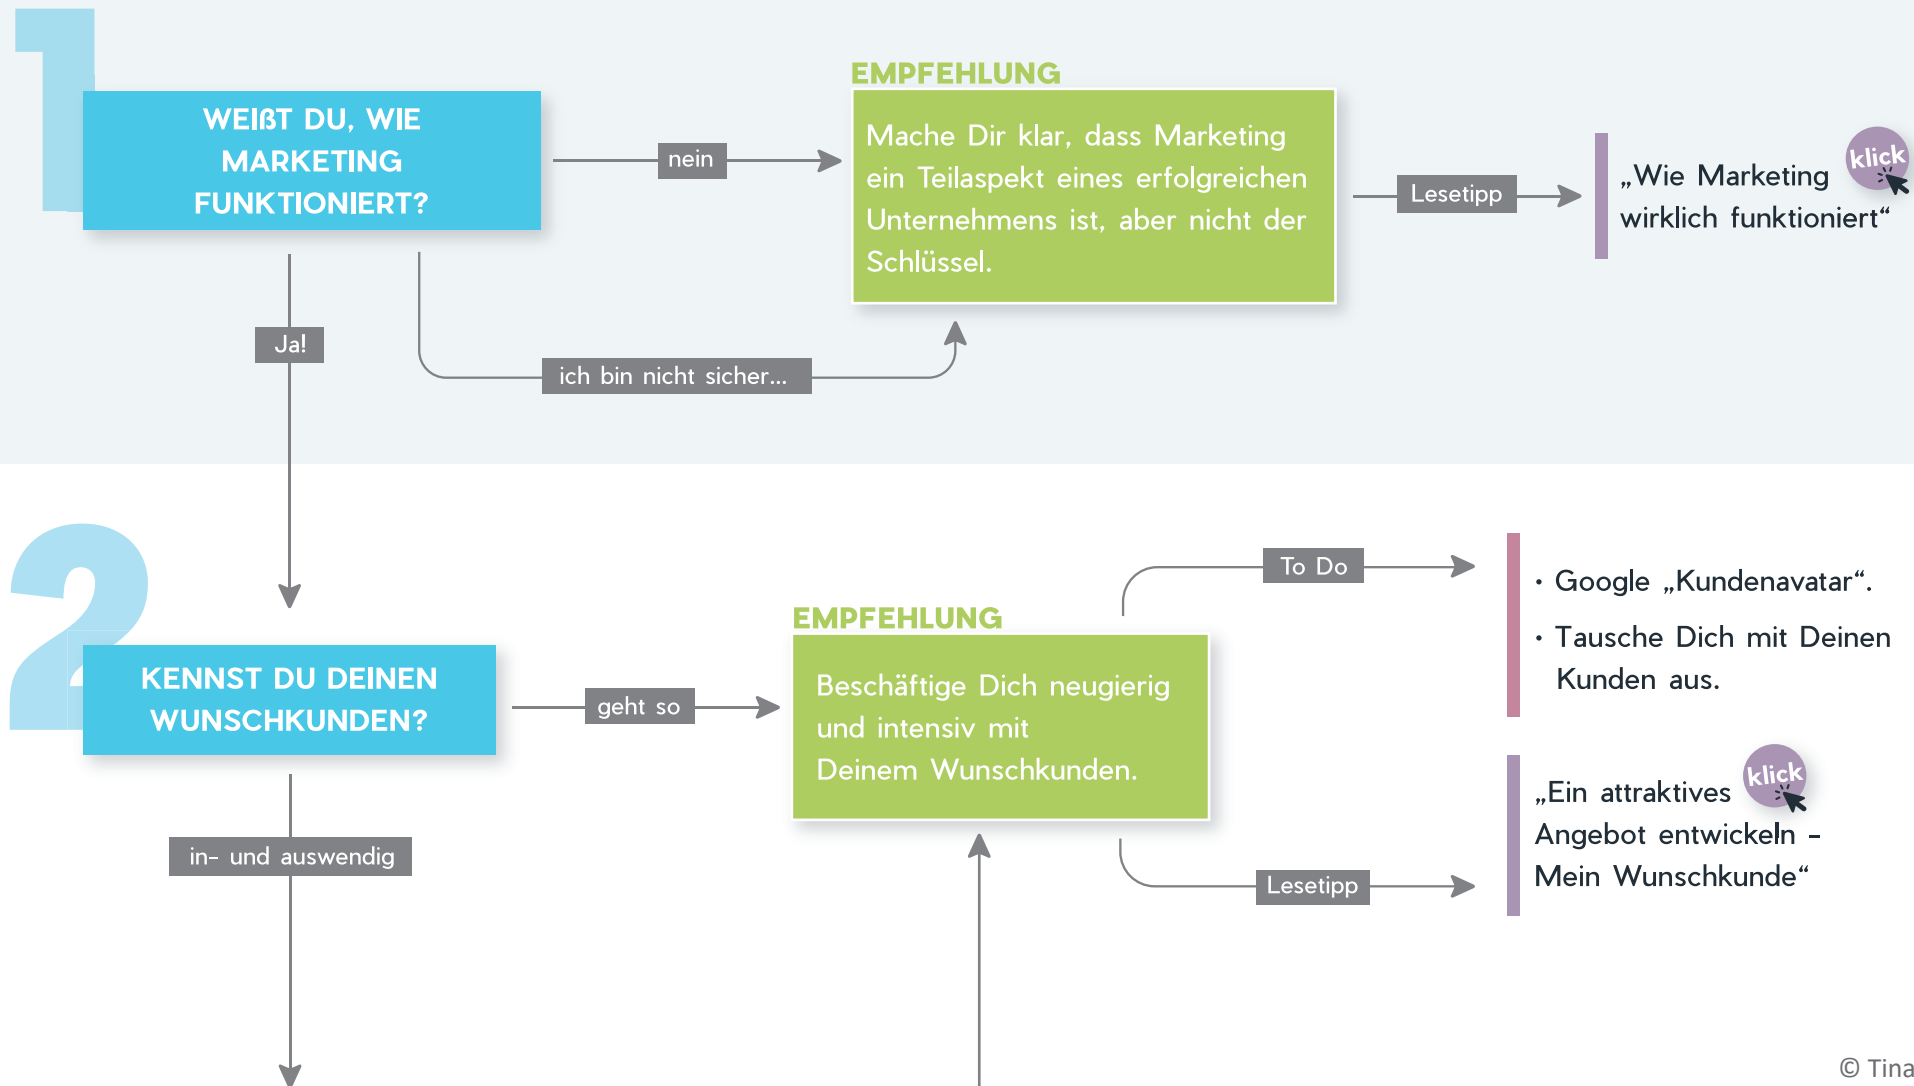 1
WEIßT DU, WIE
MARKETING
FUNKTIONIERT?
nein
EMPFEHLUNG
Mache Dir klar, dass Marketing
ein Teilaspekt eines erfolgreichen
Unternehmens ist, aber nicht der
Schlüssel.
Lesetipp
„Wie Marketing
wirklich funktioniert“
klick
Ja!
ich bin nicht sicher...
2
KENNST DU DEINEN
WUNSCHKUNDEN?
geht so
EMPFEHLUNG
Beschäftige Dich neugierig
und intensiv mit
Deinem Wunschkunden.
To Do
• Google „Kundenavatar“.
• Tausche Dich mit Deinen
Kunden aus.
Lesetipp
„Ein attraktives
Angebot entwickeln –
Mein Wunschkunde“
klick
in- und auswendig
© Tina